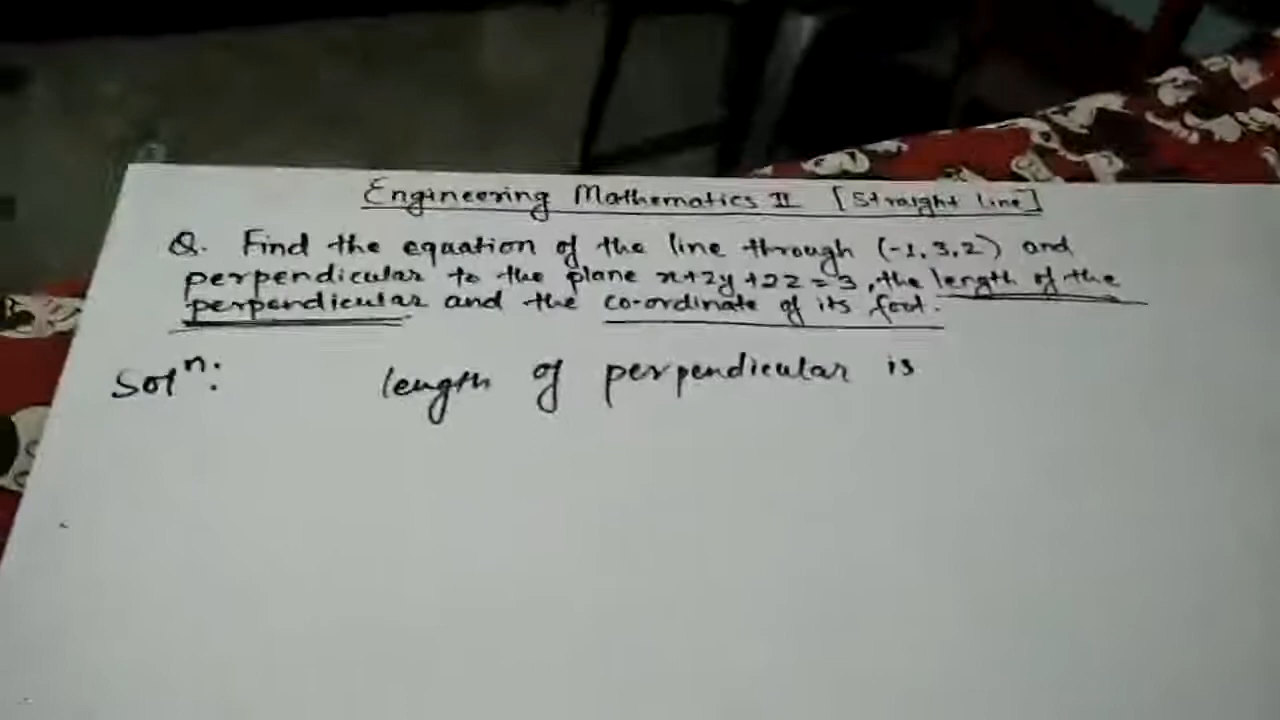 Engineering Mathematics II [Straight Line]
Q. Find the equation of the line through (-1,3,2) and
perpendicular to the plane x+2y+2z=3, the length of the
perpendicular and the co-ordinate of its foot.
Solⁿ: length of perpendicular is